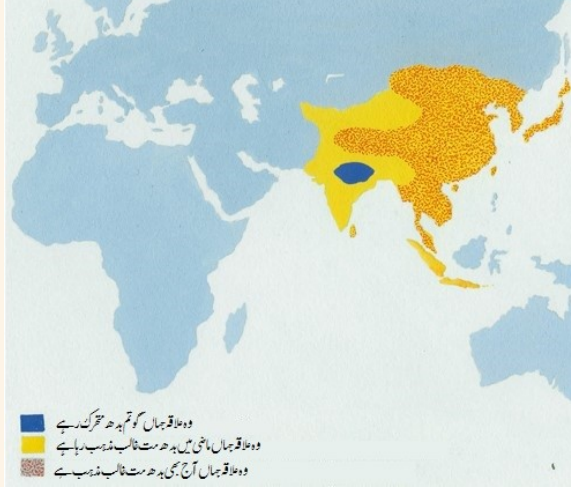 وہ علاقہ جہاں گوتم بدھ متحرک رہے
وہ علاقہ جہاں ماضی میں بدھ مت غالب مذہب رہا ہے
وہ علاقہ جہاں آج بھی بدھ مت غالب مذہب ہے